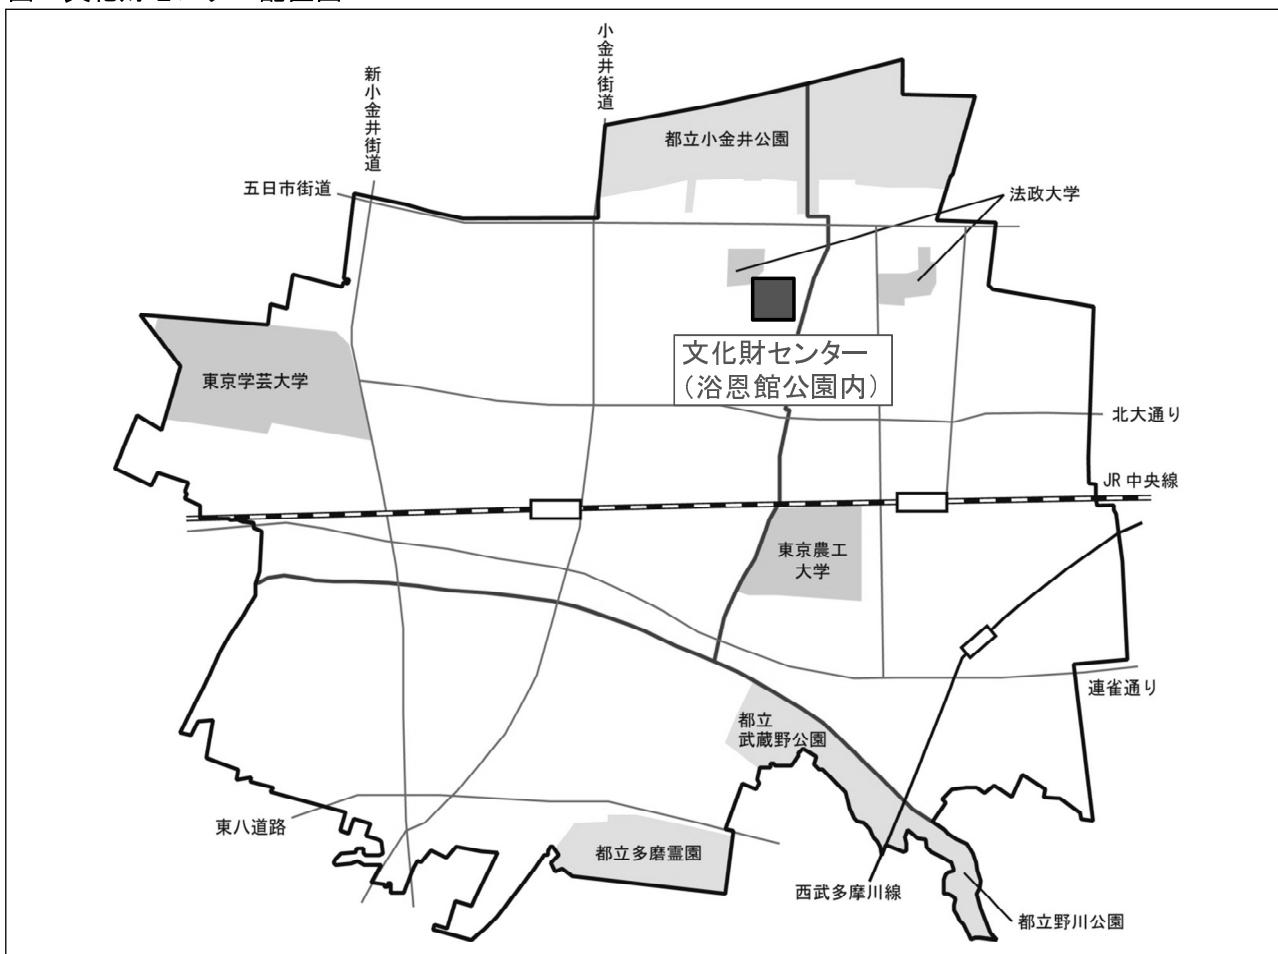 小金井街道
新小金井街道
都立小金井公園
五日市街道
法政大学
文化財センター
（浴恩館公園内）
東京学芸大学
北大通り
JR 中央線
東京農工
大学
連雀通り
都立
武蔵野公園
東八道路
都立多磨霊園
西武多摩川線
都立野川公園